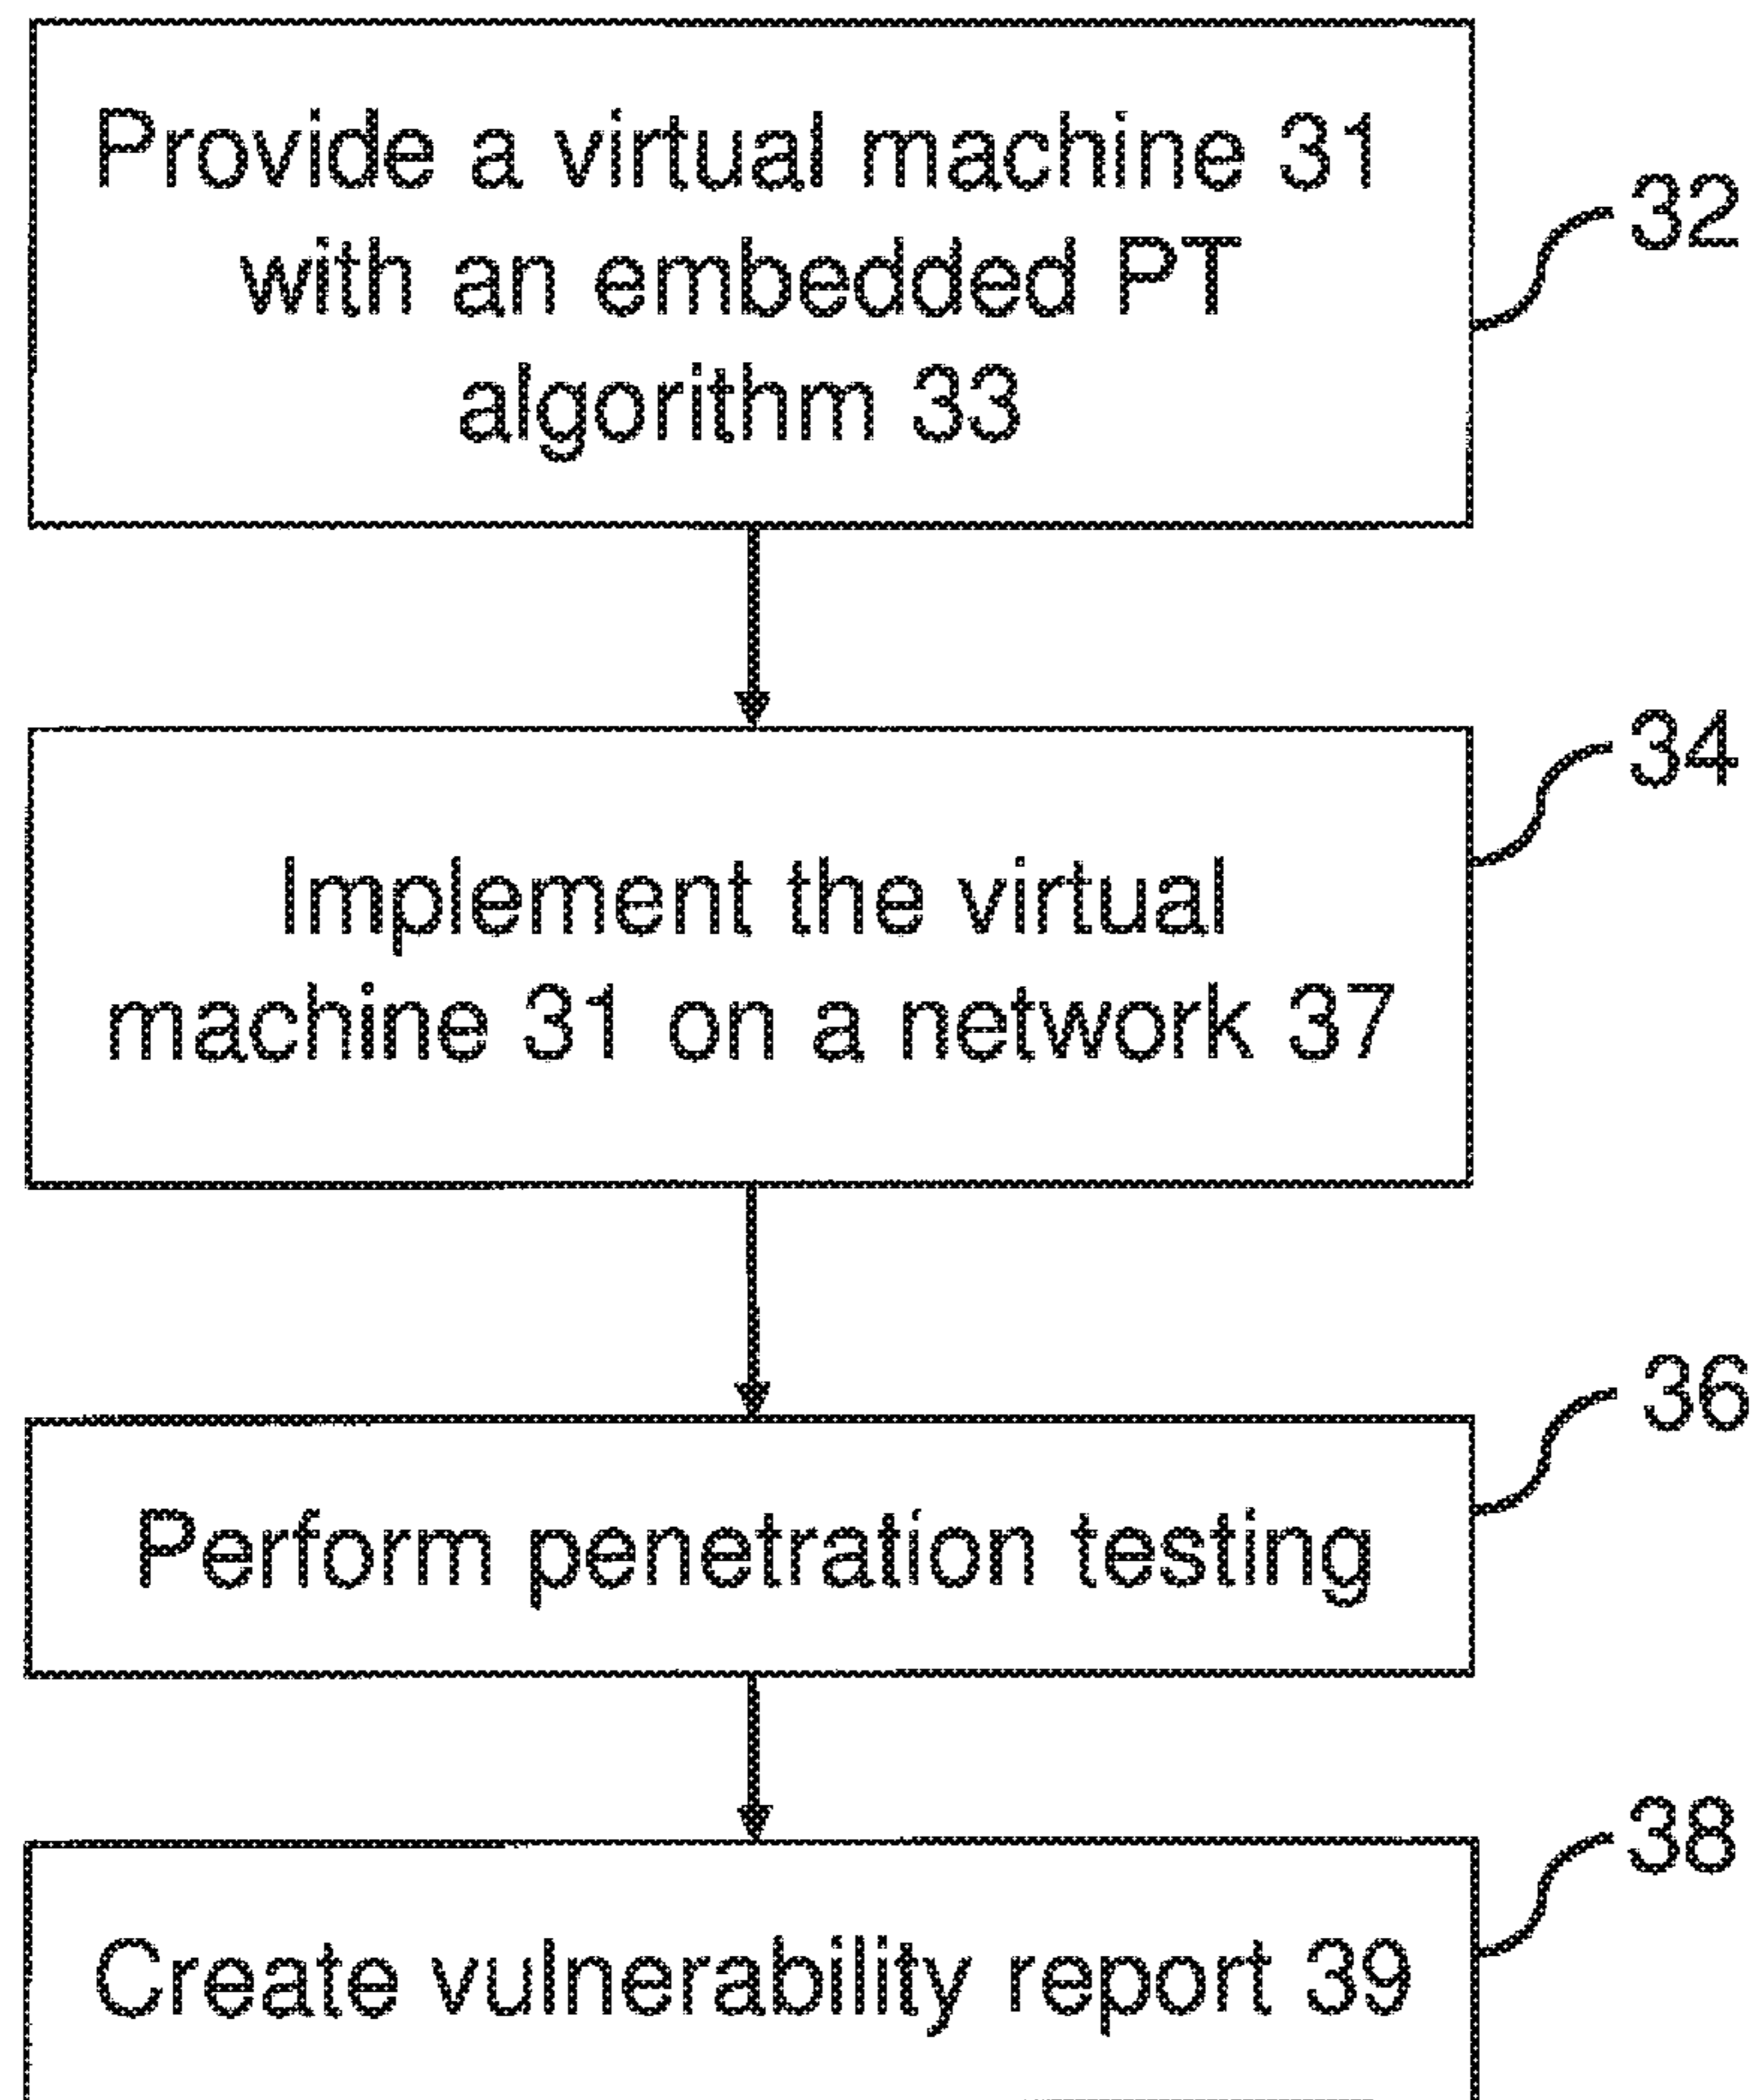 Provide a virtual machine 31
with an embedded PT
algorithm 33
32
Implement the virtual
machine 31 on a network 37
34
Perform penetration testing
36
Create vulnerability report 39
38